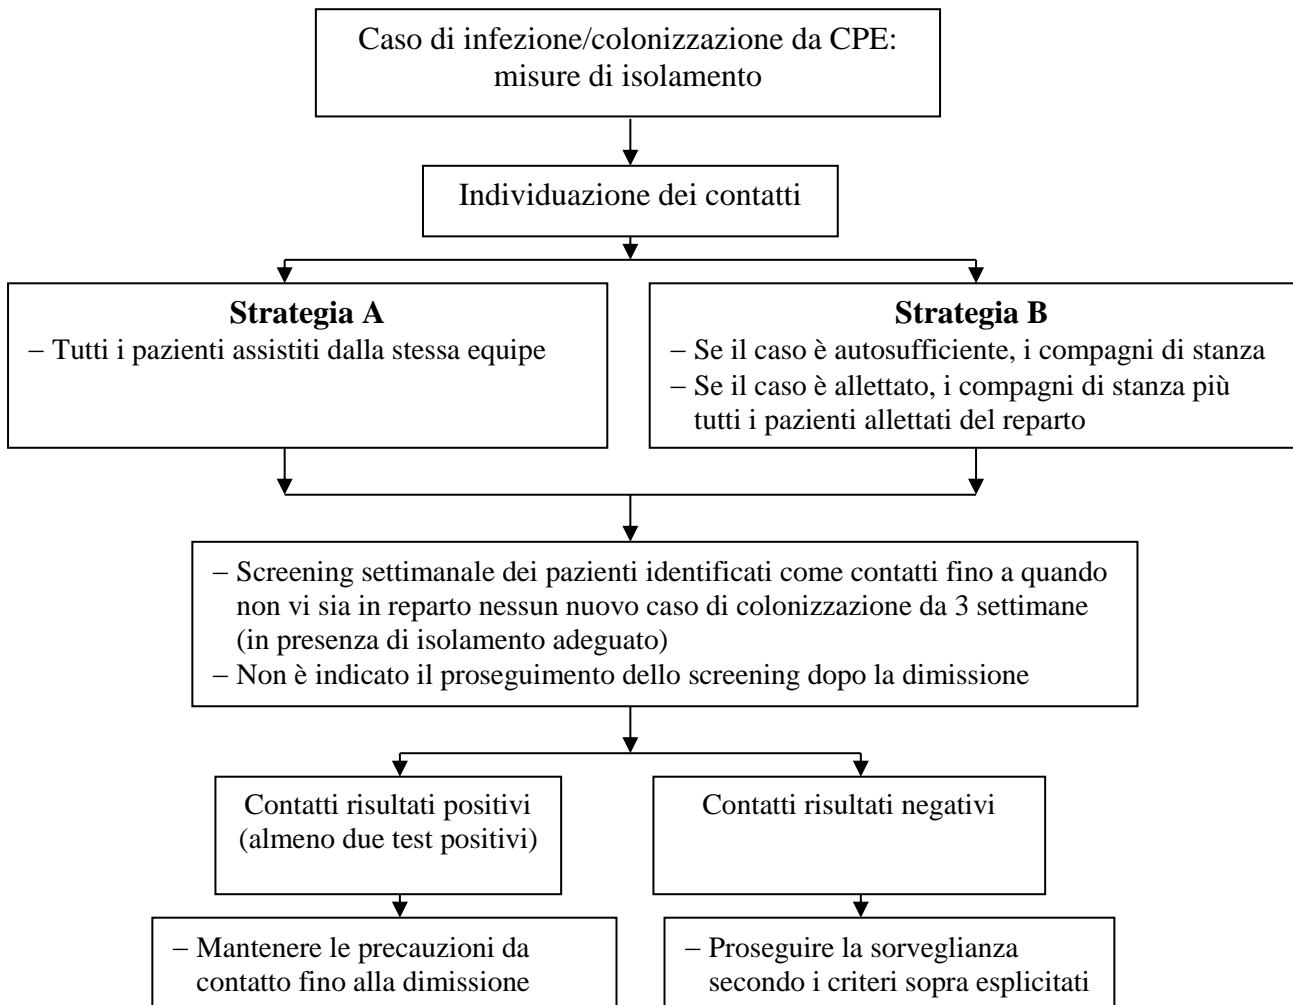 Caso di infezione/colonizzazione da CPE:
misure di isolamento
Individuazione dei contatti
Strategia A
– Tutti i pazienti assistiti dalla stessa equipe
Strategia B
– Se il caso è autosufficiente, i compagni di stanza
– Se il caso è allettato, i compagni di stanza più
tutti i pazienti allettati del reparto
– Screening settimanale dei pazienti identificati come contatti fino a quando
non vi sia in reparto nessun nuovo caso di colonizzazione da 3 settimane
(in presenza di isolamento adeguato)
– Non è indicato il proseguimento dello screening dopo la dimissione
Contatti risultati positivi
(almeno due test positivi)
Contatti risultati negativi
– Mantenere le precauzioni da
contatto fino alla dimissione
– Proseguire la sorveglianza
secondo i criteri sopra esplicitati